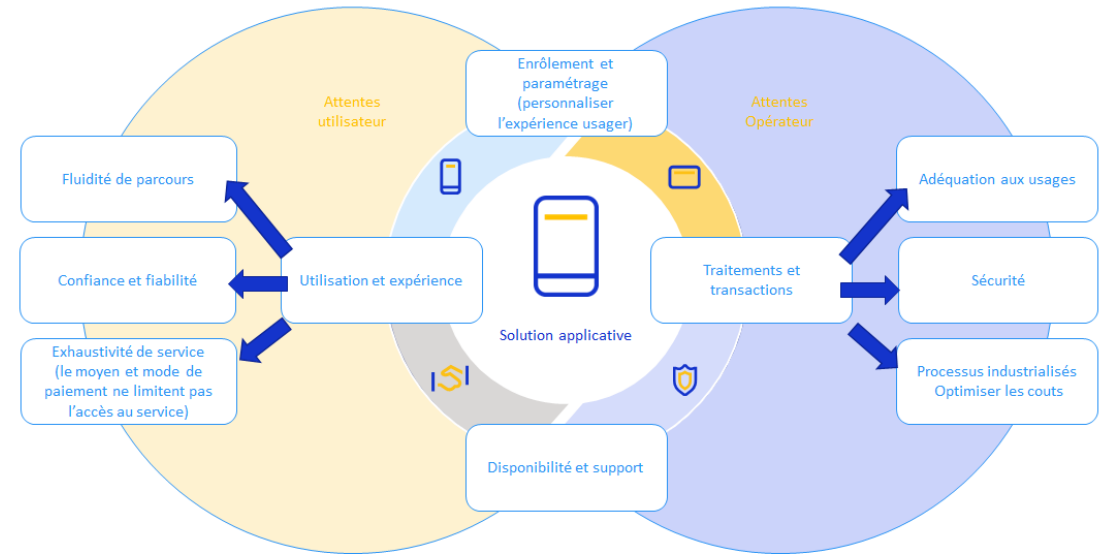 Enrôlement et
paramétrage
(personnaliser
l’expérience usager)
Attentes
utilisateur
Attentes
Opérateur
Fluidité de parcours
Adéquation aux usages
Confiance et fiabilité
Utilisation et expérience
Traitements et
transactions
Sécurité
Solution applicative
Exhaustivité de service
(le moyen et mode de
paiement ne limitent pas
l’accès au service)
Processus industrialisés
Optimiser les couts
Disponibilité et support